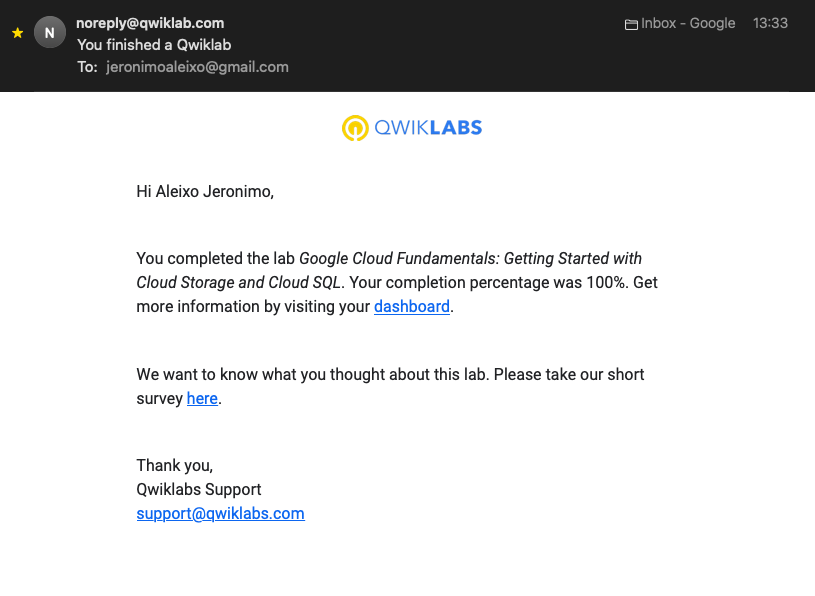 noreply@qwiklab.com
Inbox - Google 13:33
N
You finished a Qwiklab
To: jeronimoaleixo@gmail.com
QWIKLABS
Hi Aleixo Jeronimo,
You completed the lab Google Cloud Fundamentals: Getting Started with
Cloud Storage and Cloud SQL. Your completion percentage was 100%. Get
more information by visiting your dashboard.
We want to know what you thought about this lab. Please take our short
survey here.
Thank you,
Qwiklabs Support
support@qwiklabs.com